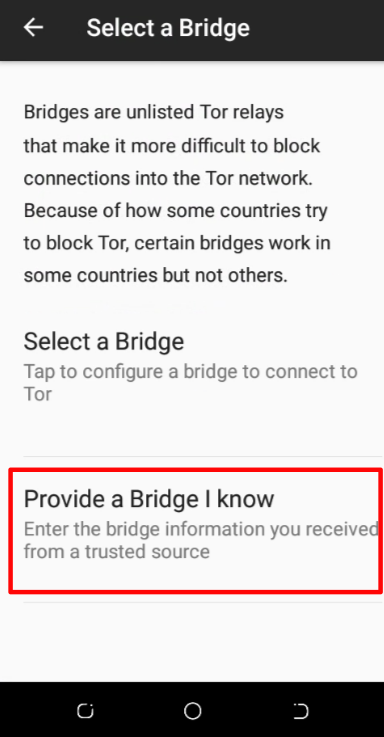 Select a Bridge
Bridges are unlisted Tor relays
that make it more difficult to block
connections into the Tor network.
Because of how some countries try
to block Tor, certain bridges work in
some countries but not others.
Select a Bridge
Tap to configure a bridge to connect to
Tor
Provide a Bridge I know
Enter the bridge information you received
from a trusted source